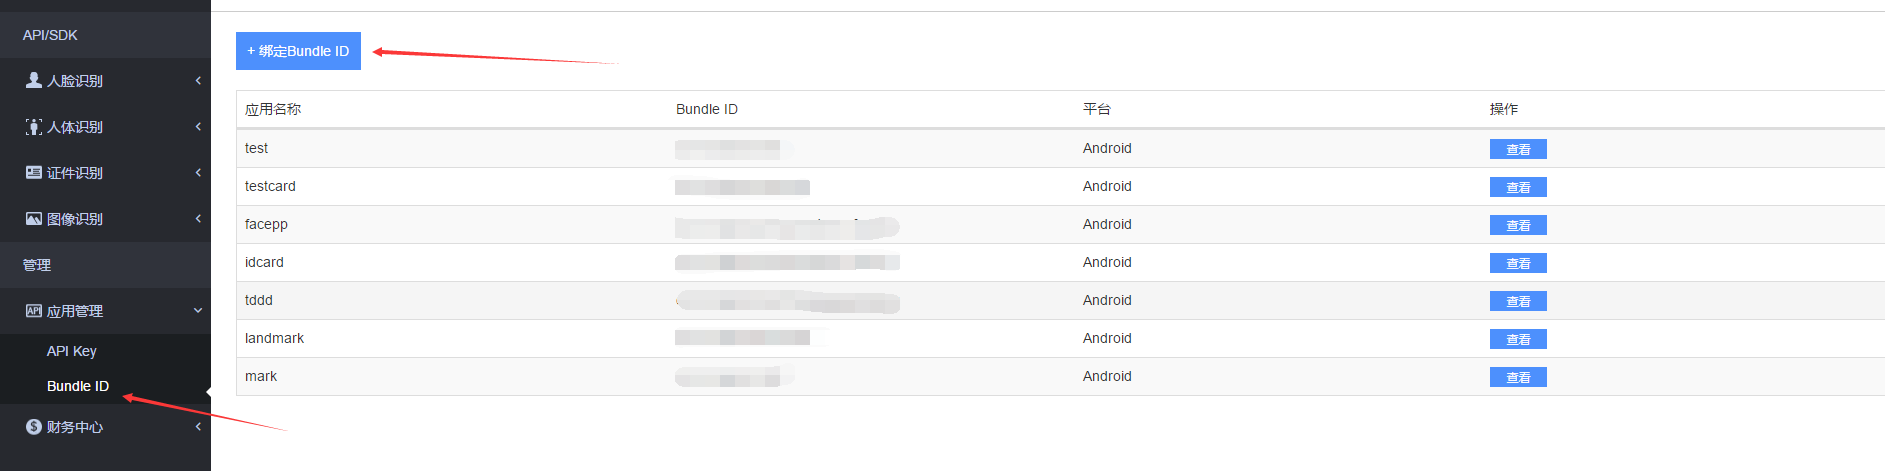 API/SDK
人脸识别
人体识别
证件识别
图像识别
管理
API 应用管理
API Key
Bundle ID
财务中心
+ 绑定Bundle ID
应用名称 Bundle ID 平台 操作
test Android 查看
testcard Android 查看
facepp Android 查看
idcard Android 查看
tddd Android 查看
landmark Android 查看
mark Android 查看